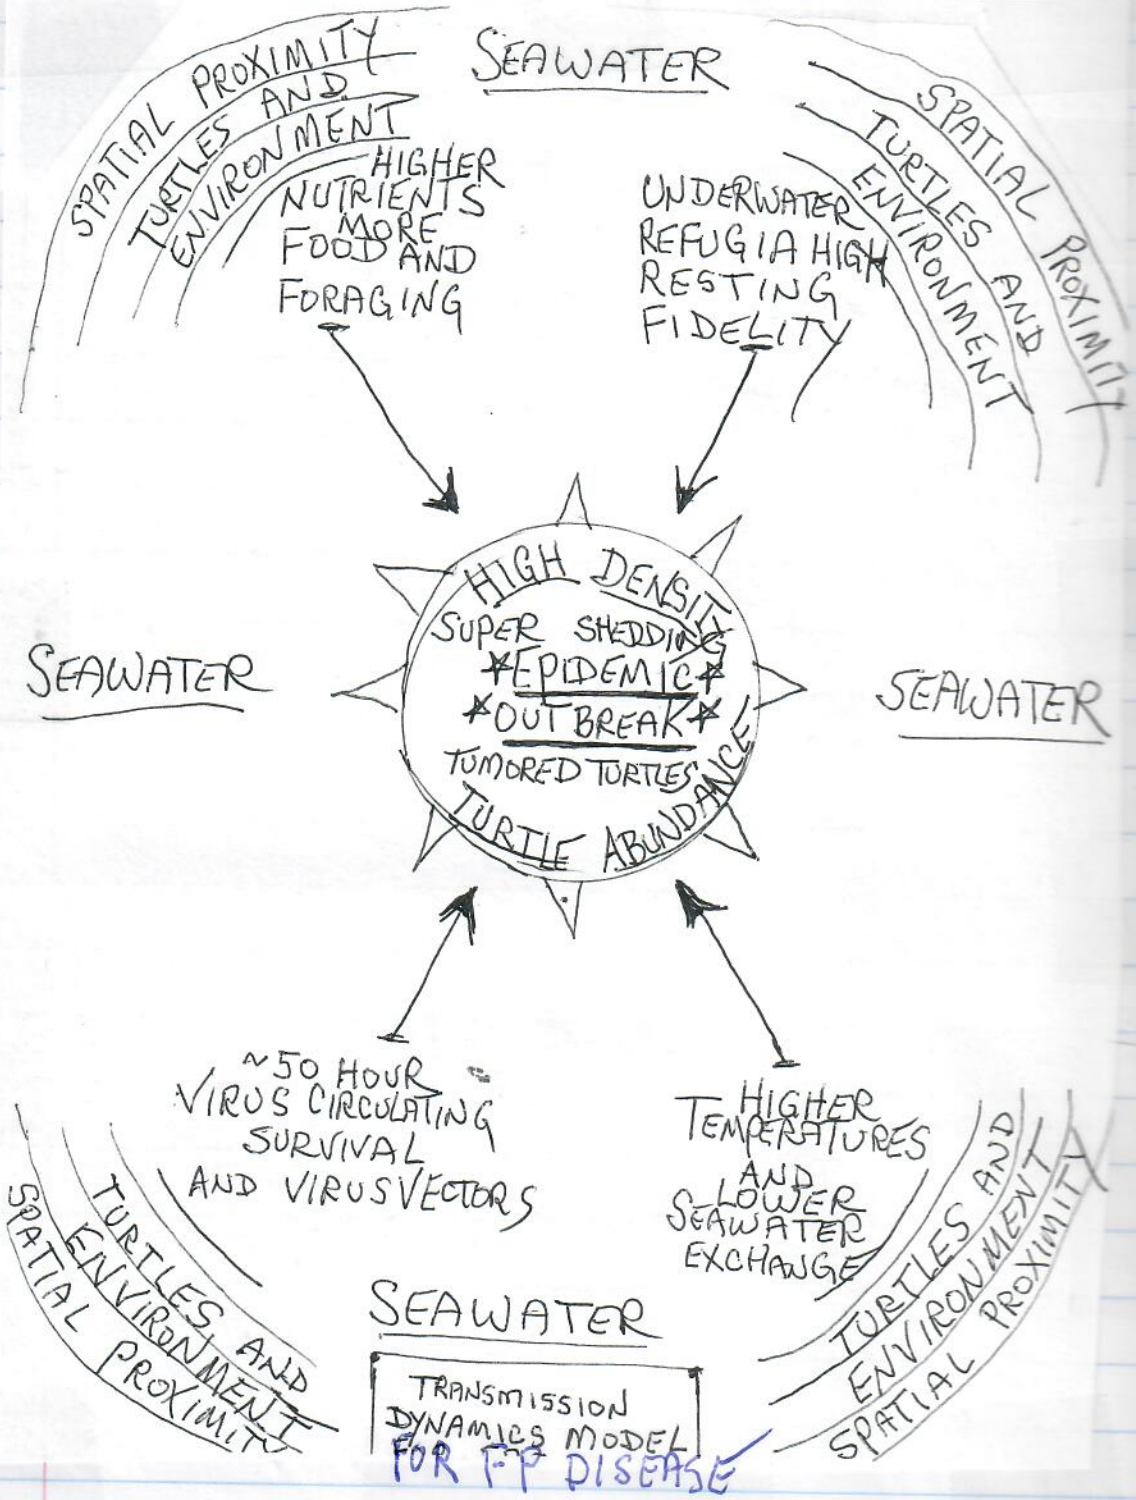 SEAWATER
SPATIAL PROXIMITY
TURTLES AND
ENVIRONMENT
SPATIAL PROXIMITY
TURTLES AND
ENVIRONMENT
HIGHER
NUTRIENTS
MORE
FOOD AND
FORAGING
UNDERWATER
REFUGIA HIGH
RESTING
FIDELITY
HIGH DENSITY
SUPER SHEDDING
*EPIDEMIC*
*OUTBREAK*
TUMORED TURTLES
TURTLE ABUNDANCE
SEAWATER
SEAWATER
~50 HOUR
VIRUS CIRCULATING
SURVIVAL
AND VIRUS VECTORS
HIGHER
TEMPERATURES
AND
LOWER
SEAWATER
EXCHANGE
TURTLES AND
ENVIRONMENT
SPATIAL PROXIMITY
TURTLES AND
ENVIRONMENT
SPATIAL PROXIMITY
SEAWATER
TRANSMISSION
DYNAMICS MODEL
FOR FP DISEASE